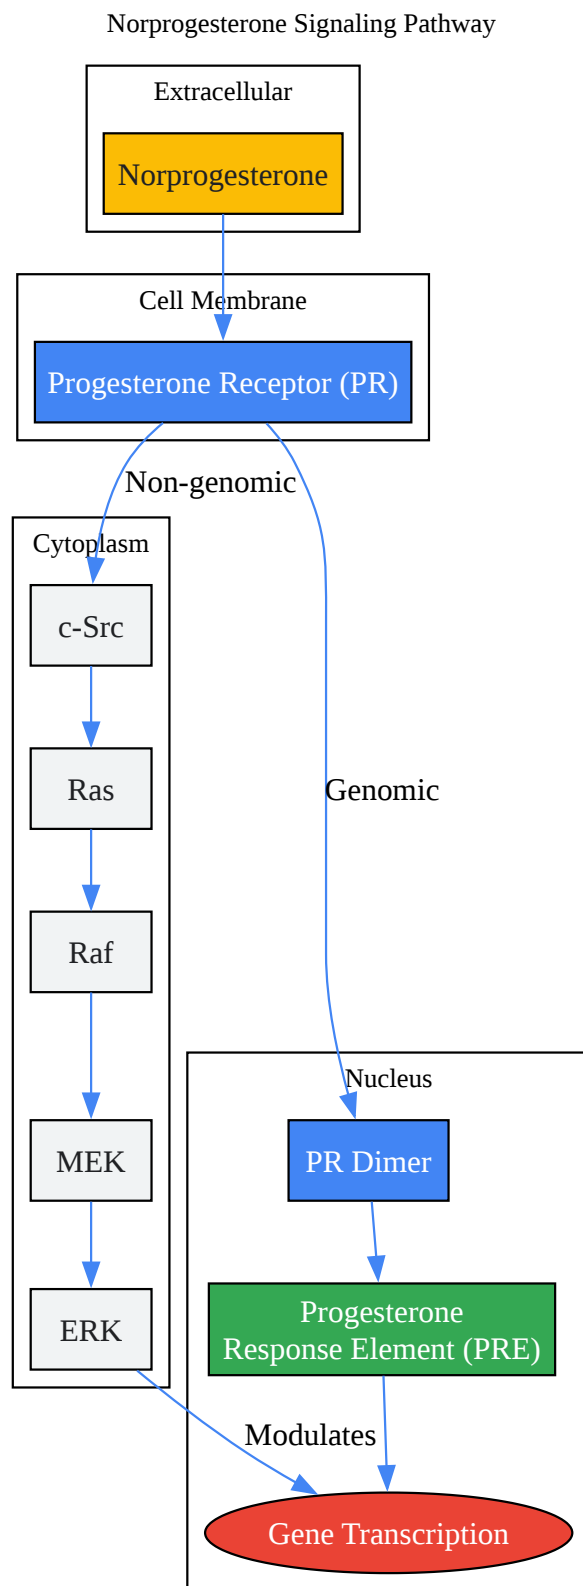 Norprogesterone Signaling Pathway
Extracellular
Norprogesterone
Cell Membrane
Progesterone Receptor (PR)
Non-genomic
Cytoplasm
c-Src
Ras
Genomic
Raf
Nucleus
MEK
PR Dimer
Progesterone
Response Element (PRE)
ERK
Modulates
Gene Transcription